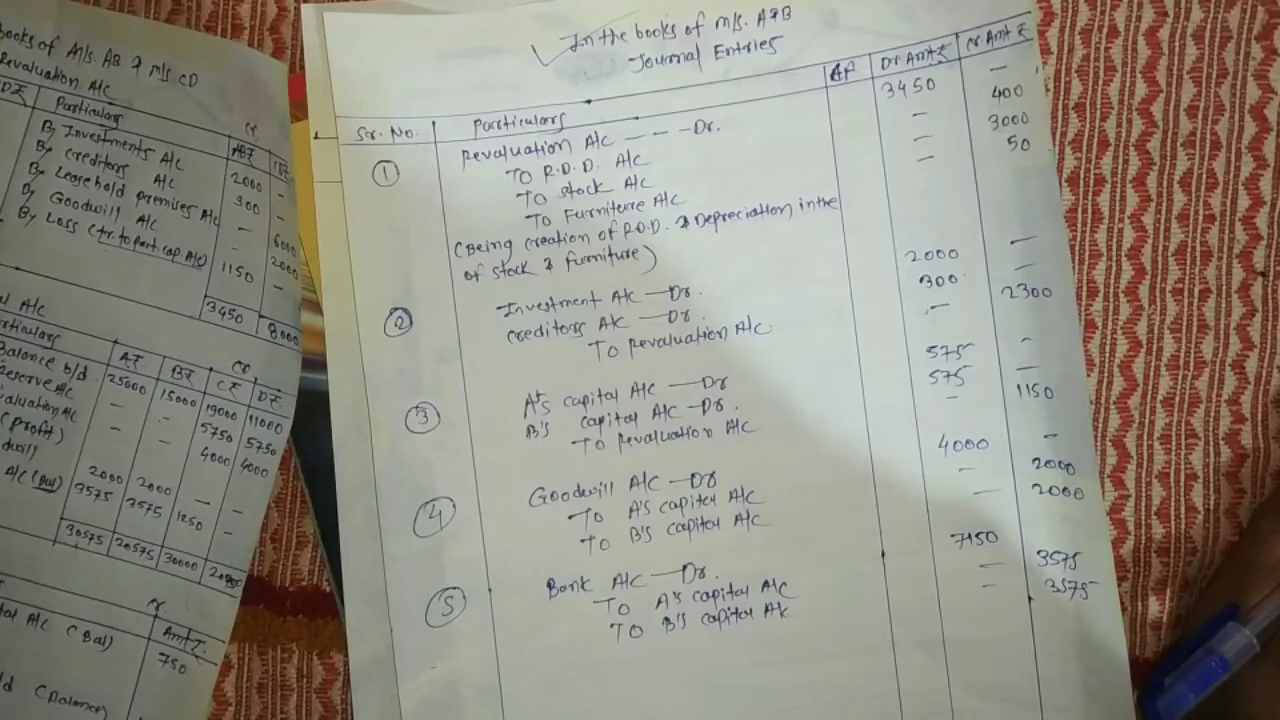 books of M/s. AB & M/s CD
Revaluation A/c
Cr.
D₹ Particulars AB₹ CD₹
By Investments A/c 2000 -
By Creditors A/c 300 -
By Leasehold premises A/c - 6000
By Goodwill A/c - 2000
By Loss (tr. to part. cap. A/c) 1150 -
3450 8000
A/c
Cr
A₹ B₹ C₹ D₹
Balance b/d 25000 15000 19000 11000
Reserve A/c - - 5750 5750
(profit) - - 4000 4000
2000 2000 - -
A/c (Bal) 3575 3575 1250 -
30575 20575 30000
Cr.
Amt ₹.
A/c (Bal) 750
(Balance)
In the books of m/s. A&B
Journal Entries
Sr. No. Particulars Dr Amt ₹ Cr Amt ₹
① Revaluation A/c - - - Dr. 3450 -
To R.D.D. A/c - 400
To stock A/c - 3000
To Furniture A/c - 50
(Being creation of R.D.D. & Depreciation in the
of stock & furniture)
② Investment A/c - Dr. 2000 -
creditors A/c - Dr. 300 -
To Revaluation A/c - 2300
③ A's capital A/c - Dr 575 -
B's capital A/c - Dr. 575 -
To Revaluation A/c - 1150
④ Goodwill A/c - Dr 4000 -
To A's capital A/c - 2000
To B's capital A/c - 2000
⑤ Bank A/c - Dr. 7150
To A's capital A/c - 3575
To B's capital A/c - 3575